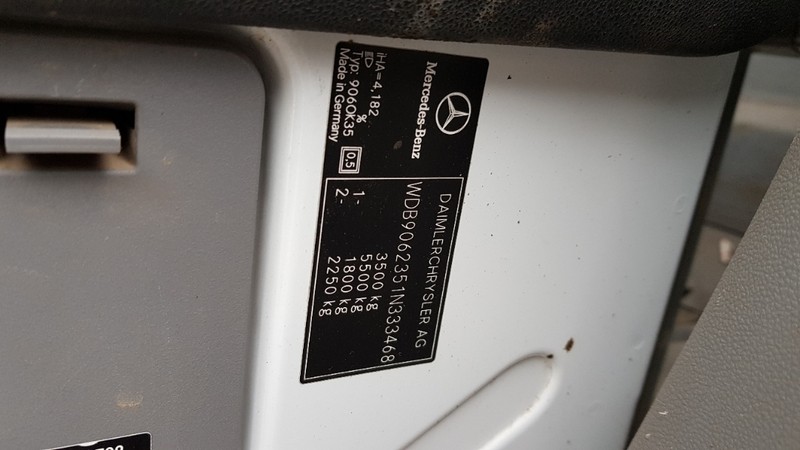 Mercedes-Benz
iHA=4,182
%
Typ: 906OK35
Made in Germany
0,5
DAIMLERCHRYSLER AG
WDB9062351N333468
3500 kg
5500 kg
1- 1800 kg
2- 2250 kg